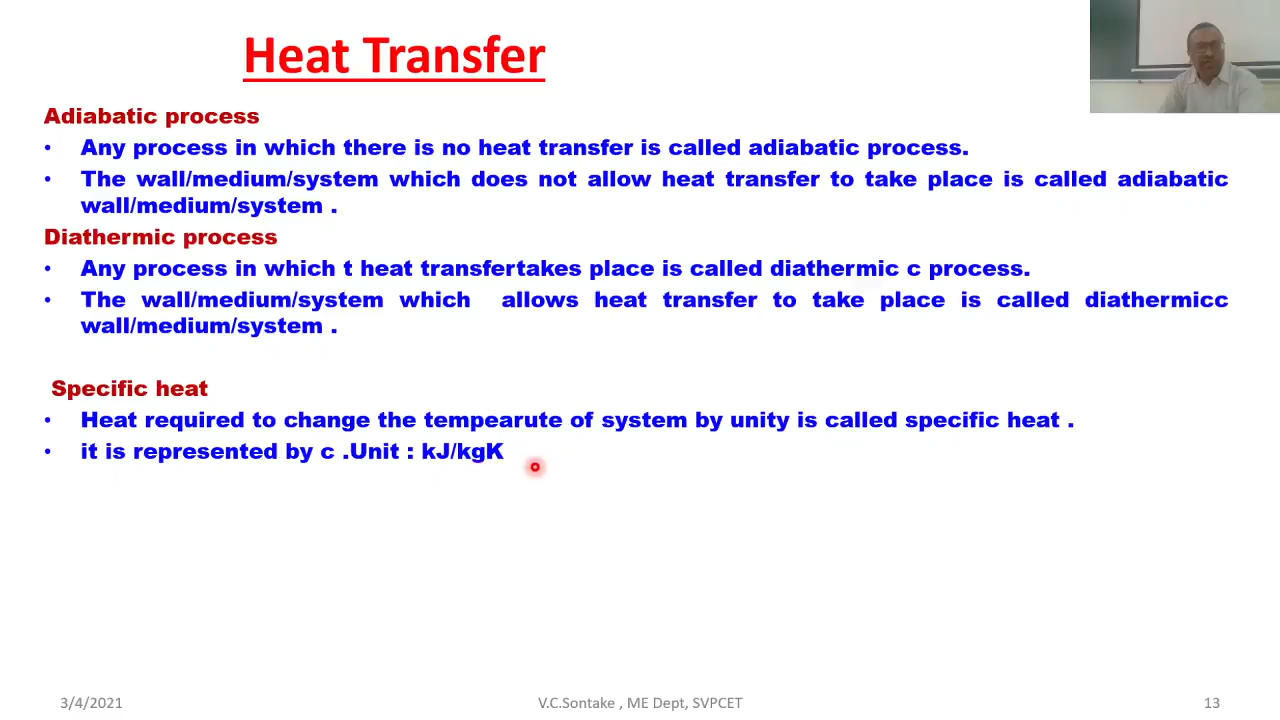 Heat Transfer
Adiabatic process
• Any process in which there is no heat transfer is called adiabatic process.
• The wall/medium/system which does not allow heat transfer to take place is called adiabatic
wall/medium/system .
Diathermic process
• Any process in which t heat transfertakes place is called diathermic c process.
• The wall/medium/system which allows heat transfer to take place is called diathermicc
wall/medium/system .
Specific heat
• Heat required to change the tempearute of system by unity is called specific heat .
• it is represented by c .Unit : kJ/kgK
3/4/2021 V.C.Sontake , ME Dept, SVPCET 13